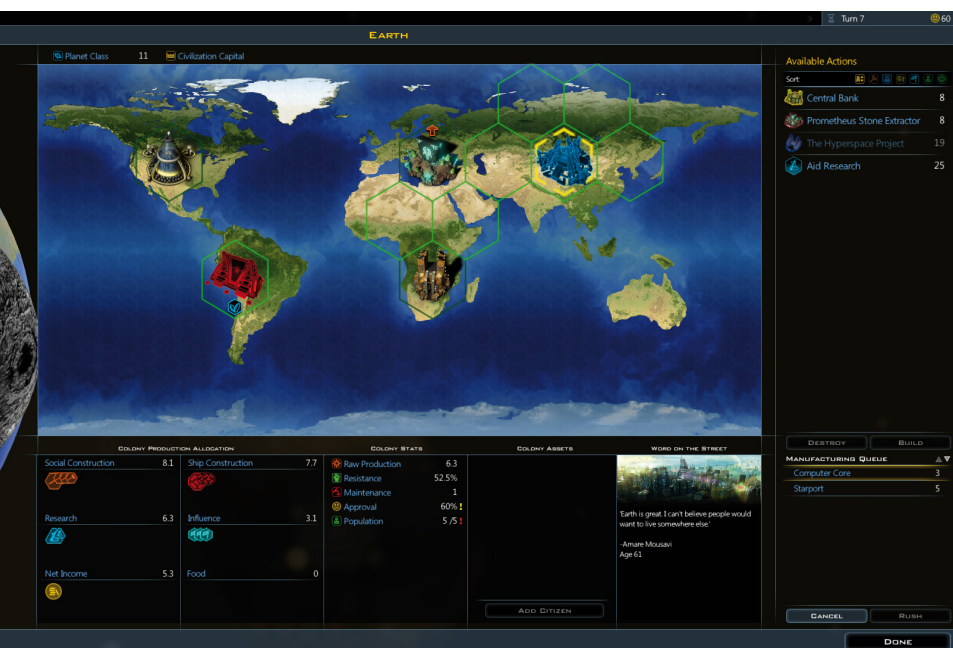 Turn 7
60
EARTH
Planet Class 11 Civilization Capital
Available Actions
Sort:
Central Bank 8
Prometheus Stone Extractor 8
The Hyperspace Project 19
Aid Research 25
DESTROY BUILD
MANUFACTURING QUEUE
Computer Core 3
Starport 5
CANCEL RUSH
COLONY PRODUCTION ALLOCATION
Social Construction 8.1 Ship Construction 7.7
Research 6.3 Influence 3.1
Net Income 5.3 Food 0
COLONY STATS
Raw Production 6.3
Resistance 52.5%
Maintenance 1
Approval 60% !
Population 5 /5 !
COLONY ASSETS
ADD CITIZEN
WORD ON THE STREET
'Earth is great. I can't believe people would
want to live somewhere else.'
-Amare Mousavi
Age 61
DONE